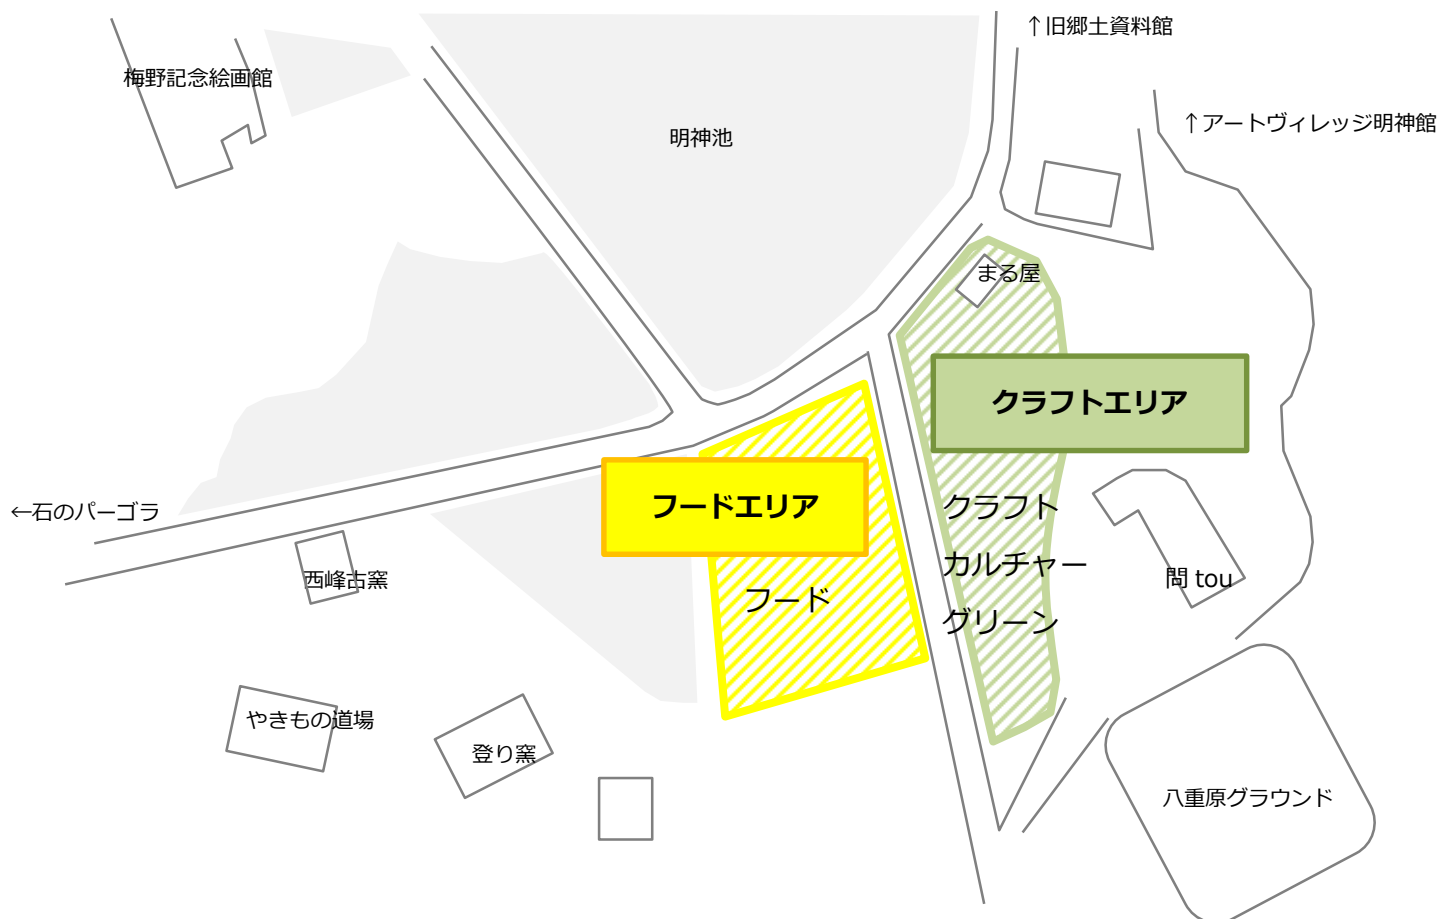 ↑旧郷土資料館
梅野記念絵画館
↑アートヴィレッジ明神館
明神池
まる屋
クラフトエリア
フードエリア
←石のパーゴラ
クラフト
カルチャー
グリーン
西峰古窯
問 tou
フード
やきもの道場
登り窯
八重原グラウンド